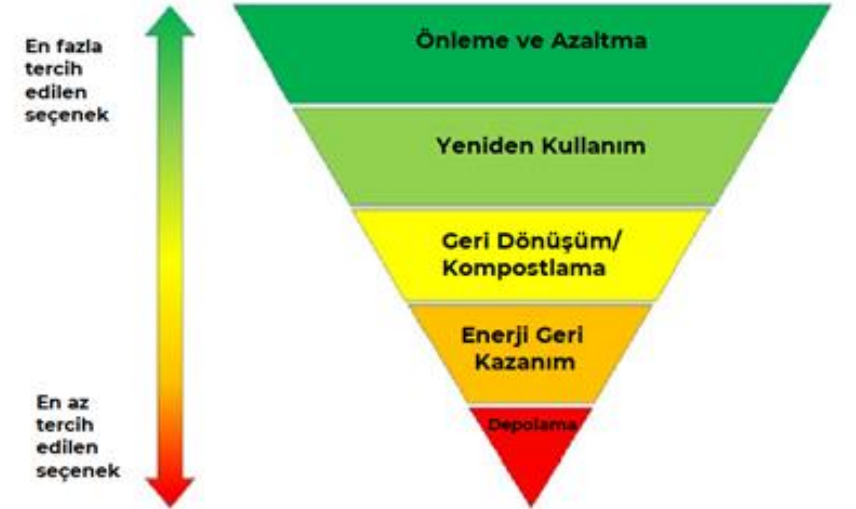 En fazla
tercih
edilen
seçenek
Önleme ve Azaltma
Yeniden Kullanım
Geri Dönüşüm/
Kompostlama
Enerji Geri
Kazanım
Depolama
En az
tercih
edilen
seçenek